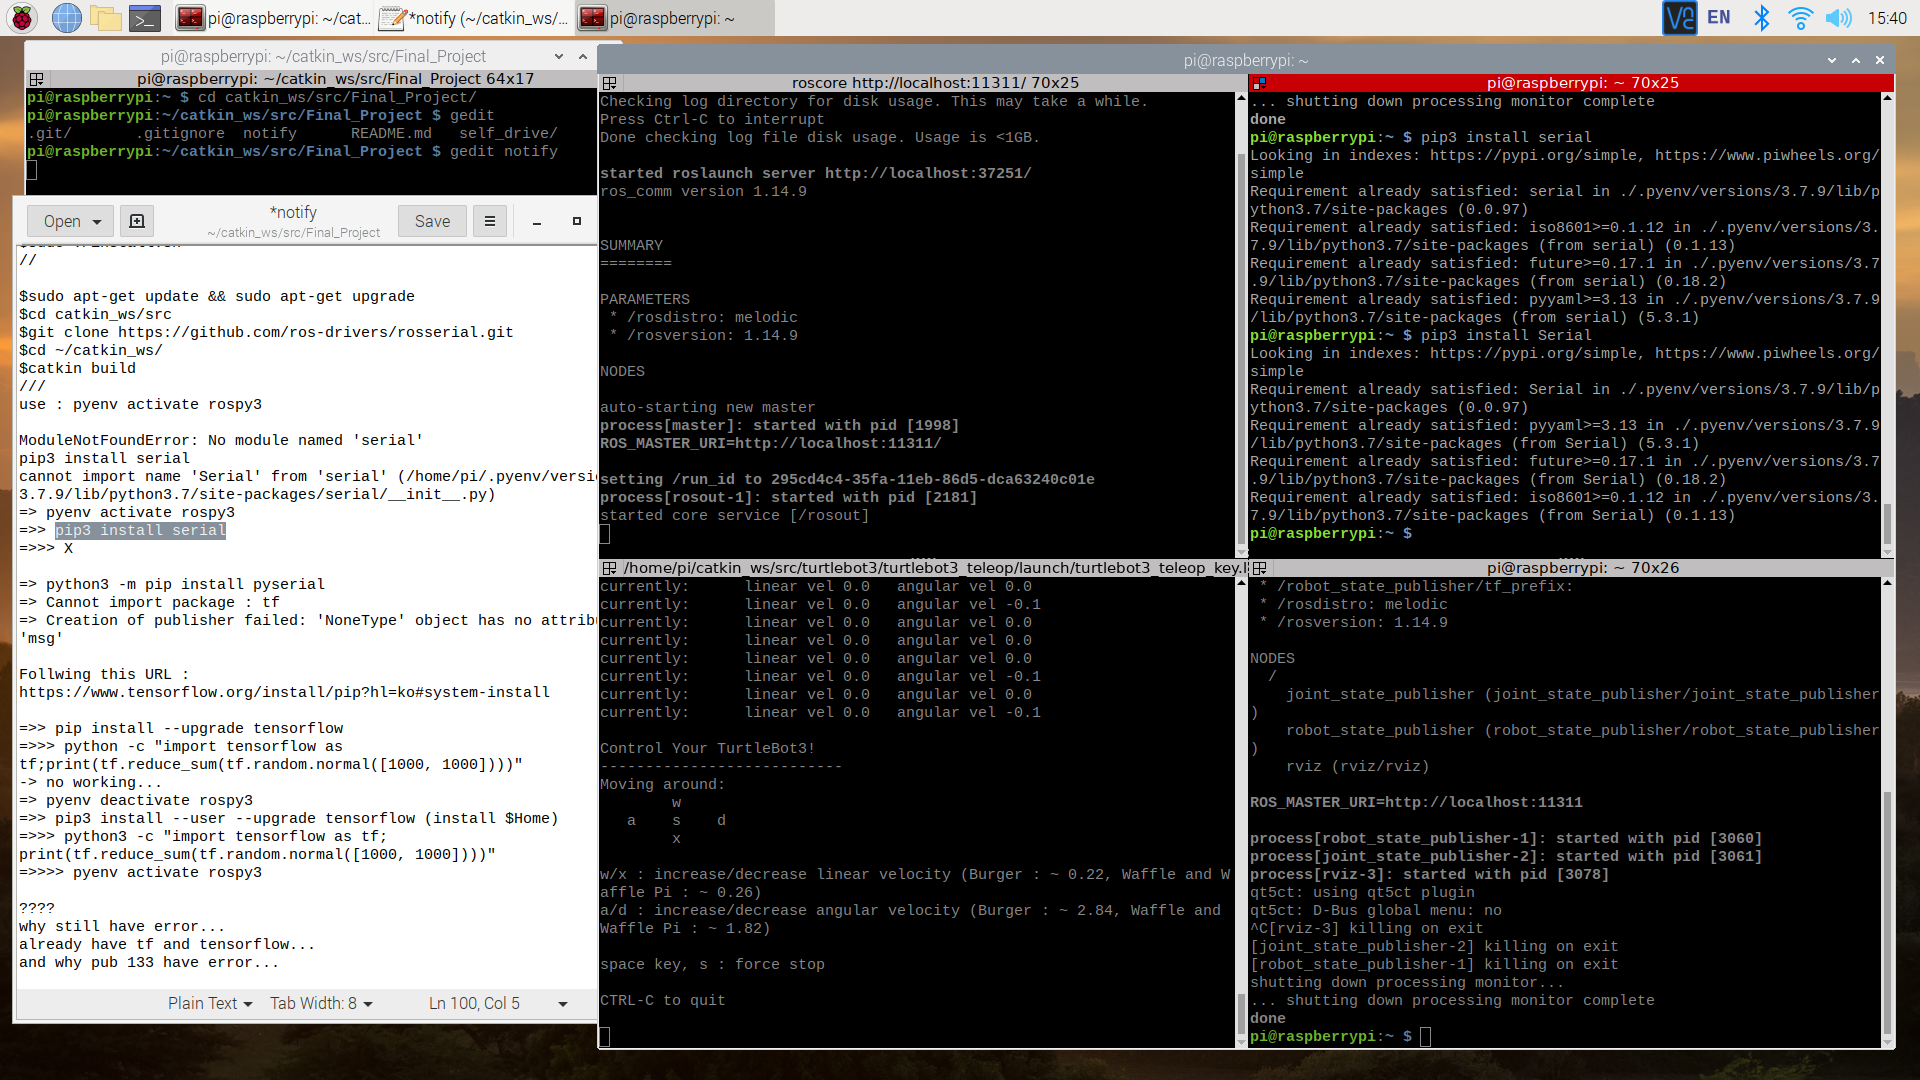 pi@raspberrypi: ~/cat...
*notify (~/catkin_ws/...
pi@raspberrypi: ~
EN
15:40
pi@raspberrypi: ~/catkin_ws/src/Final_Project
pi@raspberrypi: ~/catkin_ws/src/Final_Project 64x17
pi@raspberrypi:~ $ cd catkin_ws/src/Final_Project/
pi@raspberrypi:~/catkin_ws/src/Final_Project $ gedit
.git/       .gitignore  notify      README.md   self_drive/
pi@raspberrypi:~/catkin_ws/src/Final_Project $ gedit notify
Open
*notify
~/catkin_ws/src/Final_Project
Save
//
$sudo apt-get update && sudo apt-get upgrade
$cd catkin_ws/src
$git clone https://github.com/ros-drivers/rosserial.git
$cd ~/catkin_ws/
$catkin build
///
use : pyenv activate rospy3
ModuleNotFoundError: No module named 'serial'
pip3 install serial
cannot import name 'Serial' from 'serial' (/home/pi/.pyenv/versi
3.7.9/lib/python3.7/site-packages/serial/__init__.py)
=> pyenv activate rospy3
=>> pip3 install serial
=>>> X
=> python3 -m pip install pyserial
=> Cannot import package : tf
=> Creation of publisher failed: 'NoneType' object has no attribu
'msg'
Follwing this URL :
https://www.tensorflow.org/install/pip?hl=ko#system-install
=>> pip install --upgrade tensorflow
=>>> python -c "import tensorflow as
tf;print(tf.reduce_sum(tf.random.normal([1000, 1000])))"
-> no working...
=> pyenv deactivate rospy3
=>> pip3 install --user --upgrade tensorflow (install $Home)
=>>> python3 -c "import tensorflow as tf;
print(tf.reduce_sum(tf.random.normal([1000, 1000])))"
=>>>> pyenv activate rospy3
????
why still have error...
already have tf and tensorflow...
and why pub 133 have error...
Plain Text
Tab Width: 8
Ln 100, Col 5
pi@raspberrypi: ~
roscore http://localhost:11311/ 70x25
Checking log directory for disk usage. This may take a while.
Press Ctrl-C to interrupt
Done checking log file disk usage. Usage is <1GB.
started roslaunch server http://localhost:37251/
ros_comm version 1.14.9
SUMMARY
========
PARAMETERS
 * /rosdistro: melodic
 * /rosversion: 1.14.9
NODES
auto-starting new master
process[master]: started with pid [1998]
ROS_MASTER_URI=http://localhost:11311/
setting /run_id to 295cd4c4-35fa-11eb-86d5-dca63240c01e
process[rosout-1]: started with pid [2181]
started core service [/rosout]
pi@raspberrypi: ~ 70x25
... shutting down processing monitor complete
done
pi@raspberrypi:~ $ pip3 install serial
Looking in indexes: https://pypi.org/simple, https://www.piwheels.org/
simple
Requirement already satisfied: serial in ./.pyenv/versions/3.7.9/lib/p
ython3.7/site-packages (0.0.97)
Requirement already satisfied: iso8601>=0.1.12 in ./.pyenv/versions/3.
7.9/lib/python3.7/site-packages (from serial) (0.1.13)
Requirement already satisfied: future>=0.17.1 in ./.pyenv/versions/3.7
.9/lib/python3.7/site-packages (from serial) (0.18.2)
Requirement already satisfied: pyyaml>=3.13 in ./.pyenv/versions/3.7.9
/lib/python3.7/site-packages (from serial) (5.3.1)
pi@raspberrypi:~ $ pip3 install Serial
Looking in indexes: https://pypi.org/simple, https://www.piwheels.org/
simple
Requirement already satisfied: Serial in ./.pyenv/versions/3.7.9/lib/p
ython3.7/site-packages (0.0.97)
Requirement already satisfied: pyyaml>=3.13 in ./.pyenv/versions/3.7.9
/lib/python3.7/site-packages (from Serial) (5.3.1)
Requirement already satisfied: future>=0.17.1 in ./.pyenv/versions/3.7
.9/lib/python3.7/site-packages (from Serial) (0.18.2)
Requirement already satisfied: iso8601>=0.1.12 in ./.pyenv/versions/3.
7.9/lib/python3.7/site-packages (from Serial) (0.1.13)
pi@raspberrypi:~ $
/home/pi/catkin_ws/src/turtlebot3/turtlebot3_teleop/launch/turtlebot3_teleop_key.l
currently:      linear vel 0.0   angular vel 0.0
currently:      linear vel 0.0   angular vel -0.1
currently:      linear vel 0.0   angular vel 0.0
currently:      linear vel 0.0   angular vel 0.0
currently:      linear vel 0.0   angular vel 0.0
currently:      linear vel 0.0   angular vel -0.1
currently:      linear vel 0.0   angular vel 0.0
currently:      linear vel 0.0   angular vel -0.1
Control Your TurtleBot3!
---------------------------
Moving around:
        w
   a    s    d
        x
w/x : increase/decrease linear velocity (Burger : ~ 0.22, Waffle and W
affle Pi : ~ 0.26)
a/d : increase/decrease angular velocity (Burger : ~ 2.84, Waffle and
Waffle Pi : ~ 1.82)
space key, s : force stop
CTRL-C to quit
pi@raspberrypi: ~ 70x26
 * /robot_state_publisher/tf_prefix:
 * /rosdistro: melodic
 * /rosversion: 1.14.9
NODES
  /
    joint_state_publisher (joint_state_publisher/joint_state_publisher
)
    robot_state_publisher (robot_state_publisher/robot_state_publisher
)
    rviz (rviz/rviz)
ROS_MASTER_URI=http://localhost:11311
process[robot_state_publisher-1]: started with pid [3060]
process[joint_state_publisher-2]: started with pid [3061]
process[rviz-3]: started with pid [3078]
qt5ct: using qt5ct plugin
qt5ct: D-Bus global menu: no
^C[rviz-3] killing on exit
[joint_state_publisher-2] killing on exit
[robot_state_publisher-1] killing on exit
shutting down processing monitor...
... shutting down processing monitor complete
done
pi@raspberrypi:~ $